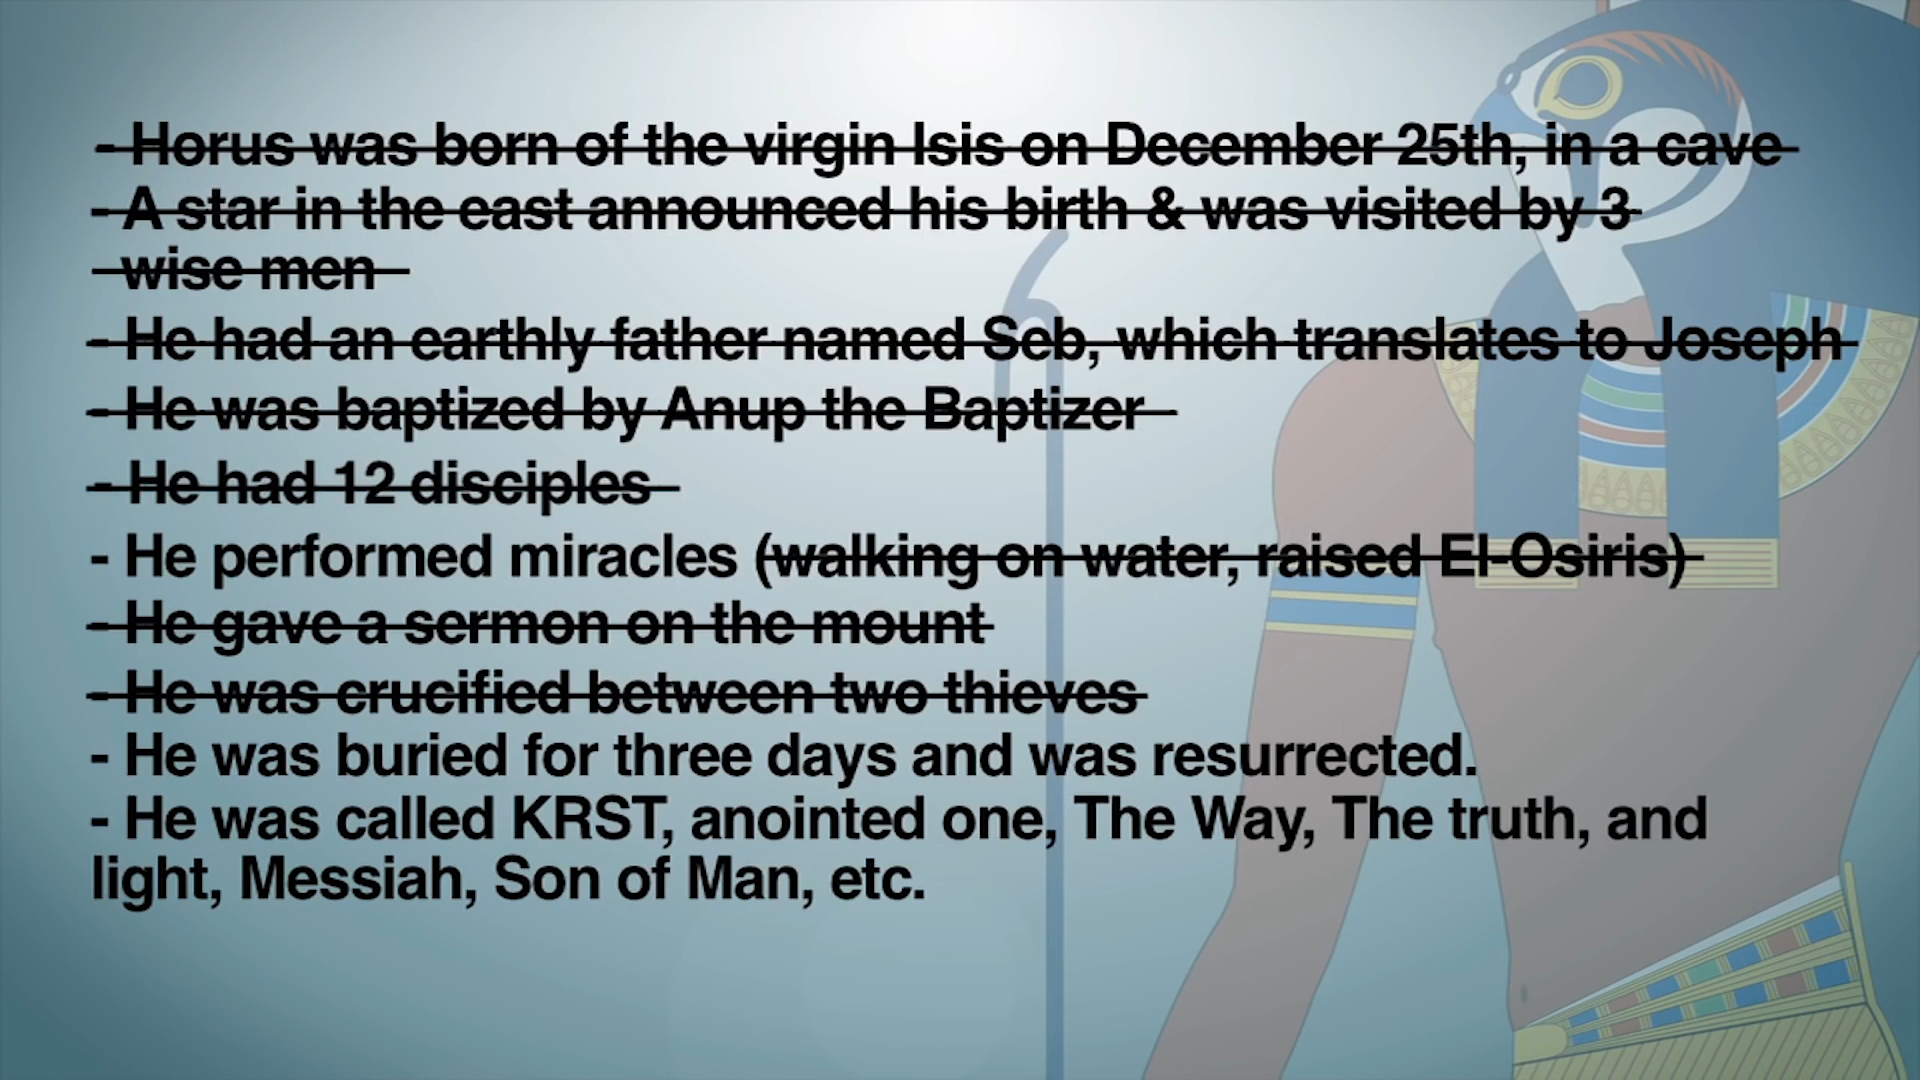 - Horus was born of the virgin Isis on December 25th, in a cave
- A star in the east announced his birth & was visited by 3
wise men
- He had an earthly father named Seb, which translates to Joseph
- He was baptized by Anup the Baptizer
- He had 12 disciples
- He performed miracles (walking on water, raised El-Osiris)
- He gave a sermon on the mount
- He was crucified between two thieves
- He was buried for three days and was resurrected.
- He was called KRST, anointed one, The Way, The truth, and
light, Messiah, Son of Man, etc.